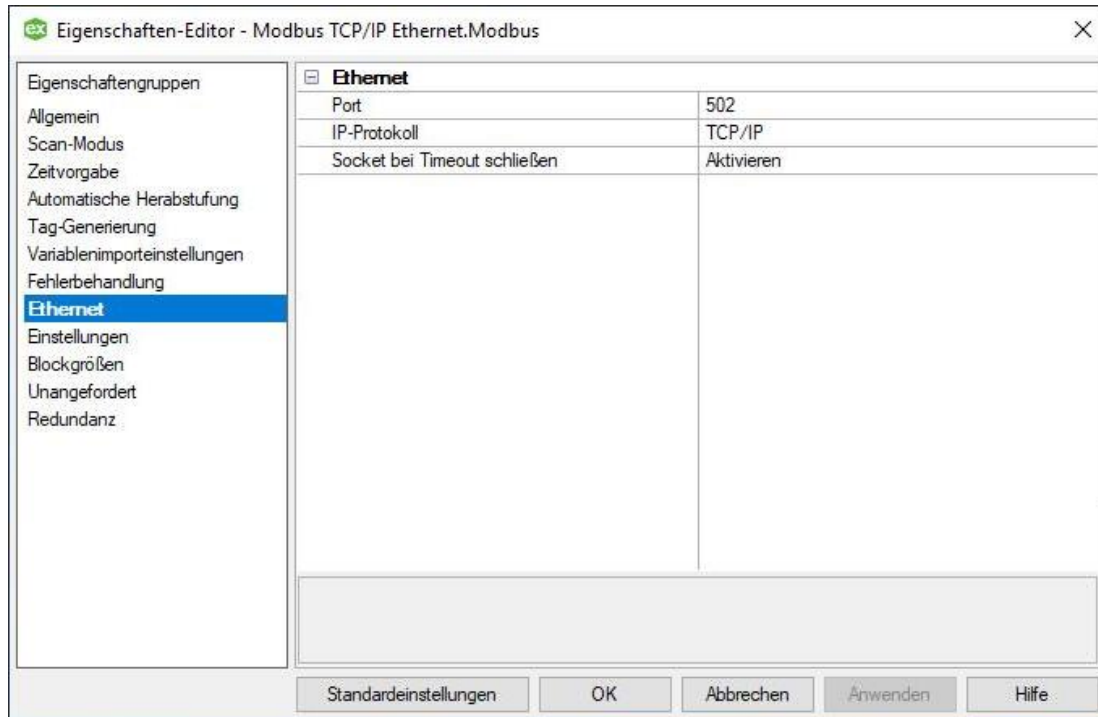 ex Eigenschaften-Editor - Modbus TCP/IP Ethernet.Modbus
Eigenschaftengruppen
Allgemein
Scan-Modus
Zeitvorgabe
Automatische Herabstufung
Tag-Generierung
Variablenimporteinstellungen
Fehlerbehandlung
Ethernet
Einstellungen
Blockgrößen
Unangefordert
Redundanz
Ethernet
Port 502
IP-Protokoll TCP/IP
Socket bei Timeout schließen Aktivieren
Standardeinstellungen OK Abbrechen Anwenden Hilfe